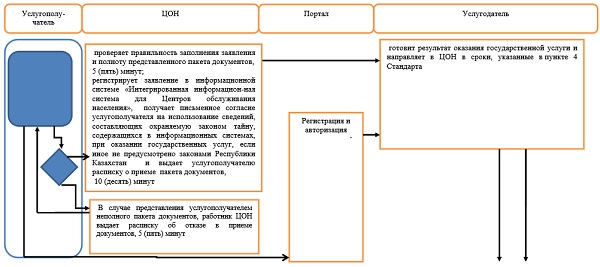 Услугополу-
чатель
ЦОН
Портал
Услугодатель
проверяет правильность заполнения заявления
и полноту представленного пакета документов,
5 (пять) минут;
регистрирует заявление в информационной
системе «Интегрированная информацион-ная
система для Центров обслуживания
населения», получает письменное согласие
услугополучателя на использование сведений,
составляющих охраняемую законом тайну,
содержащихся в информационных системах,
при оказании государственных услуг, если
иное не предусмотрено законами Республики
Казахстан и выдает услугополучателю
расписку о приеме пакета документов,
10 (десять) минут
В случае представления услугополучателем
неполного пакета документов, работник ЦОН
выдает расписку об отказе в приеме
документов, 5 (пять) минут
Регистрация и
авторизация
.
готовит результат оказания государственной услуги и
направляет в ЦОН в сроки, указанные в пункте 4
Стандарта